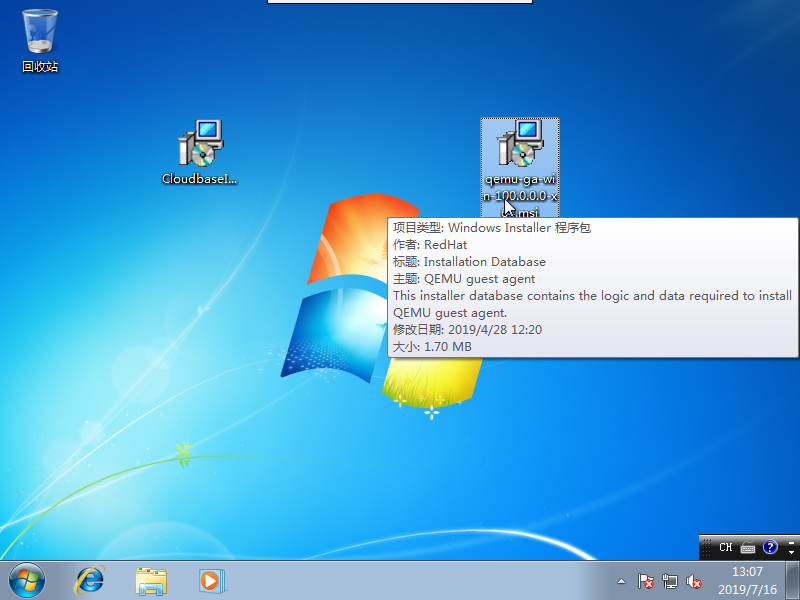 回收站
CloudbaseI...
qemu-ga-wi
n-100.0.0.0-x
.msi
项目类型: Windows Installer 程序包
作者: RedHat
标题: Installation Database
主题: QEMU guest agent
This installer database contains the logic and data required to install
QEMU guest agent.
修改日期: 2019/4/28 12:20
大小: 1.70 MB
CH
13:07
2019/7/16